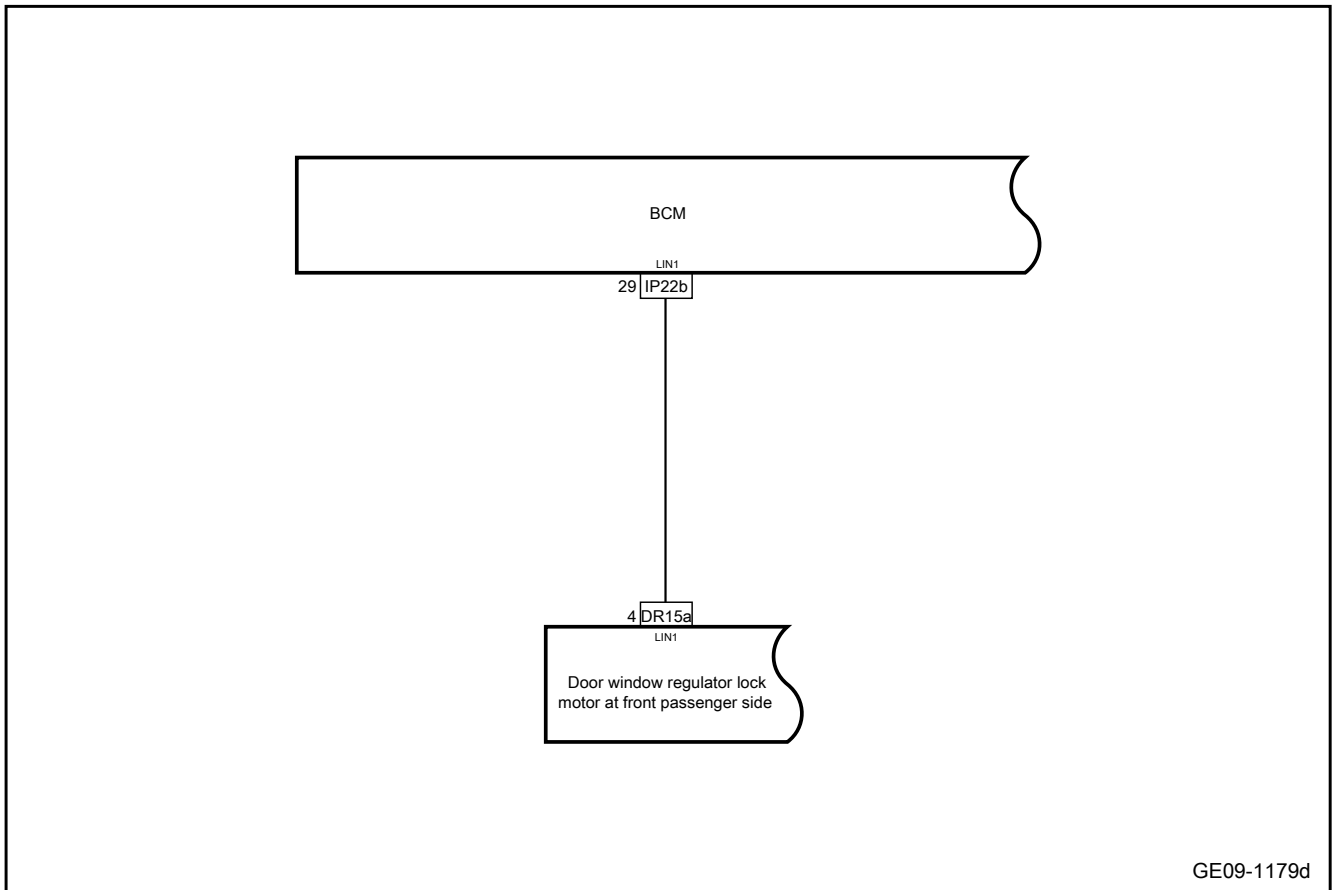 BCM
LIN1
29 IP22b
4 DR15a
LIN1
Door window regulator lock
motor at front passenger side
GE09-1179d